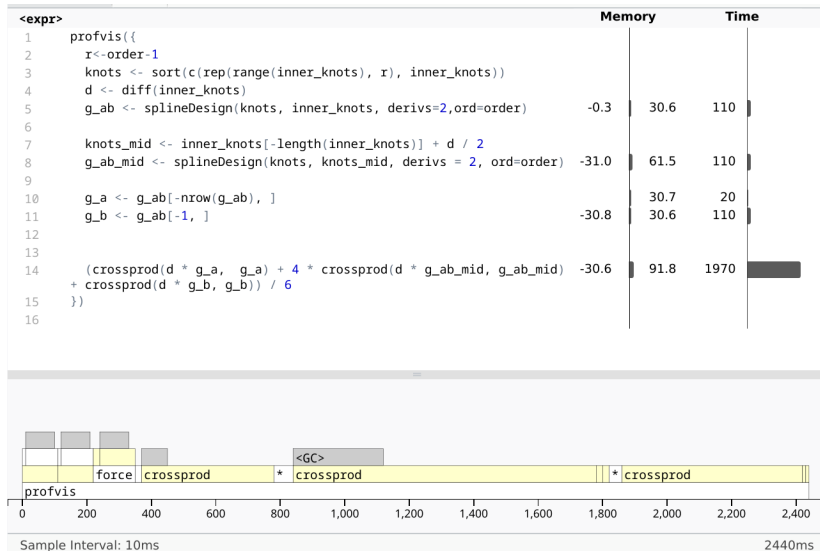 <expr> Memory Time
1 profvis({
2 r<-order-1
3 knots <- sort(c(rep(range(inner_knots), r), inner_knots))
4 d <- diff(inner_knots)
5 g_ab <- splineDesign(knots, inner_knots, derivs=2,ord=order) -0.3 30.6 110
6
7 knots_mid <- inner_knots[-length(inner_knots)] + d / 2
8 g_ab_mid <- splineDesign(knots, knots_mid, derivs = 2, ord=order) -31.0 61.5 110
9
10 g_a <- g_ab[-nrow(g_ab), ] 30.7 20
11 g_b <- g_ab[-1, ] -30.8 30.6 110
12
13
14 (crossprod(d * g_a,  g_a) + 4 * crossprod(d * g_ab_mid, g_ab_mid) -30.6 91.8 1970
+ crossprod(d * g_b, g_b)) / 6
15 })
16
<GC>
force crossprod * crossprod * crossprod
profvis
0 200 400 600 800 1,000 1,200 1,400 1,600 1,800 2,000 2,200 2,400
Sample Interval: 10ms 2440ms